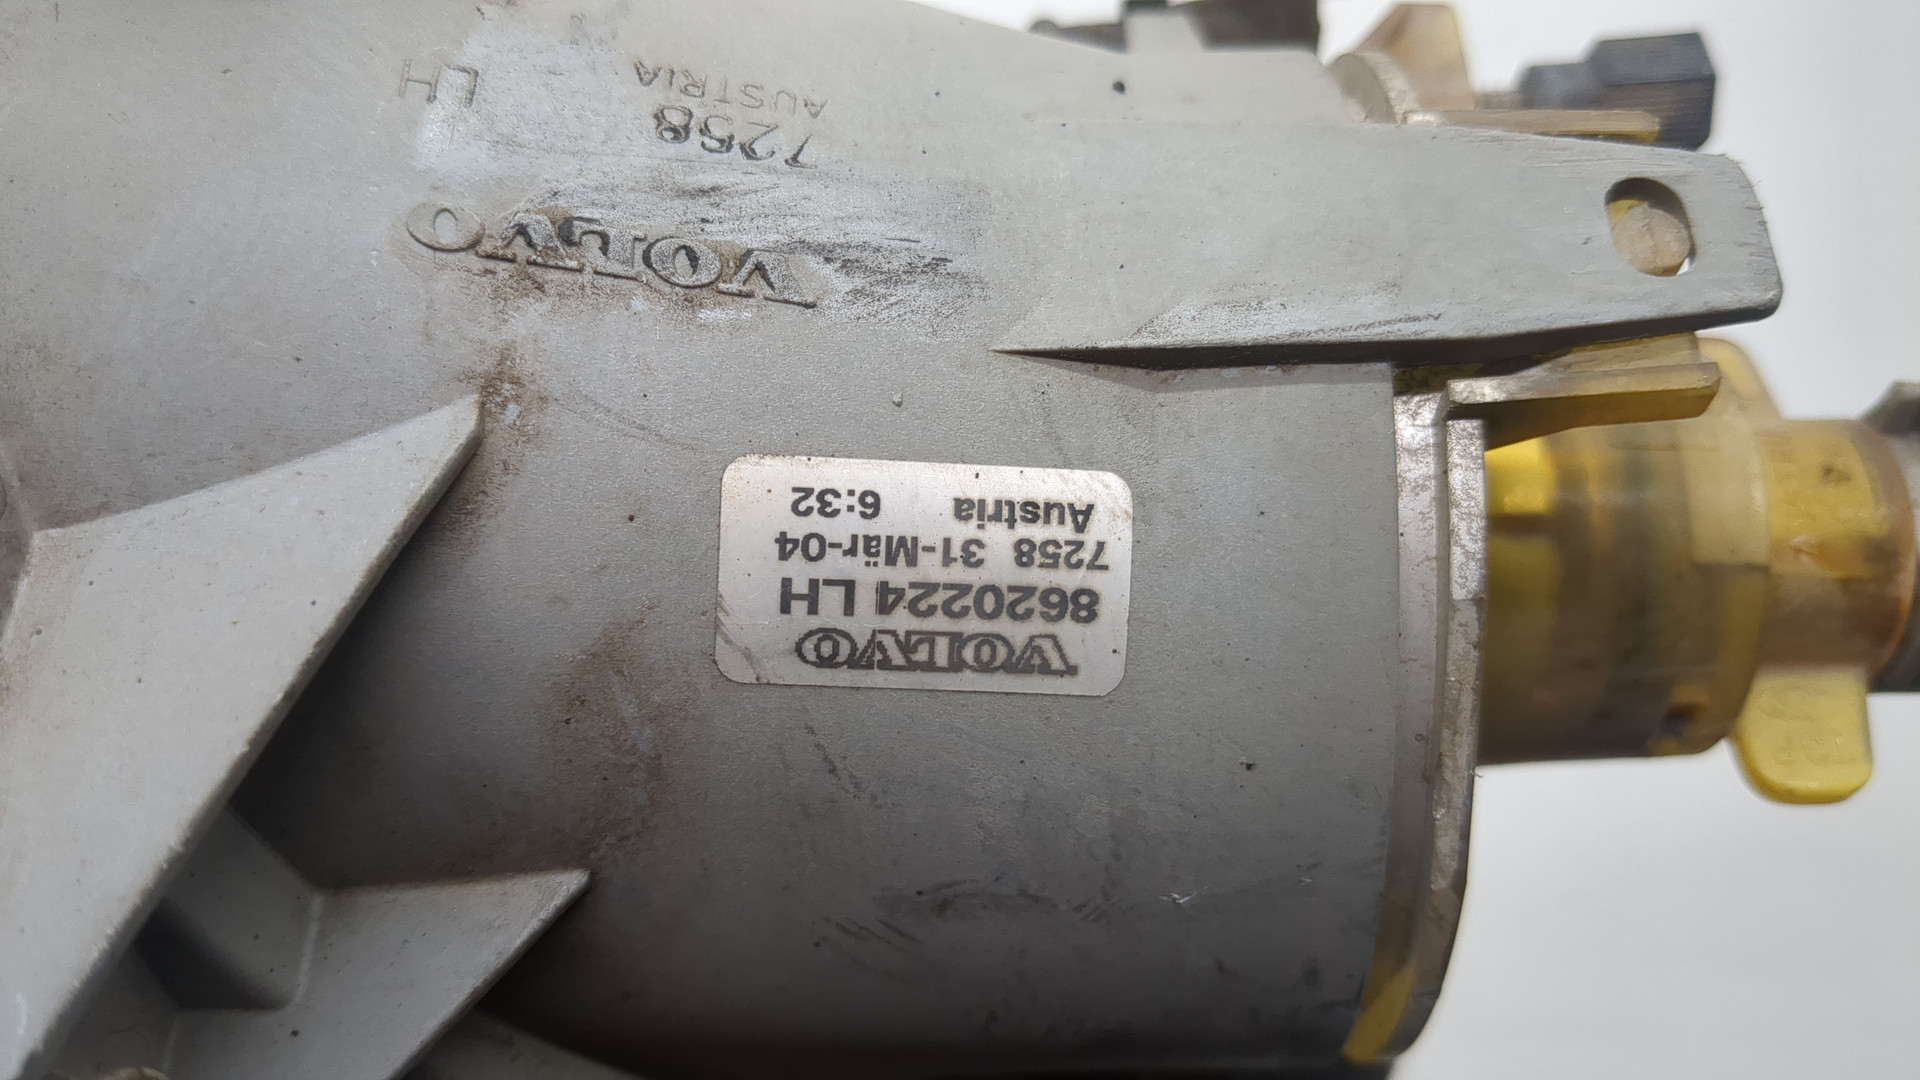 VOLVO
8620224 LH
7258 31-Mär-04
Austria 6:32
VOLVO
7258 LH
AUSTRIA